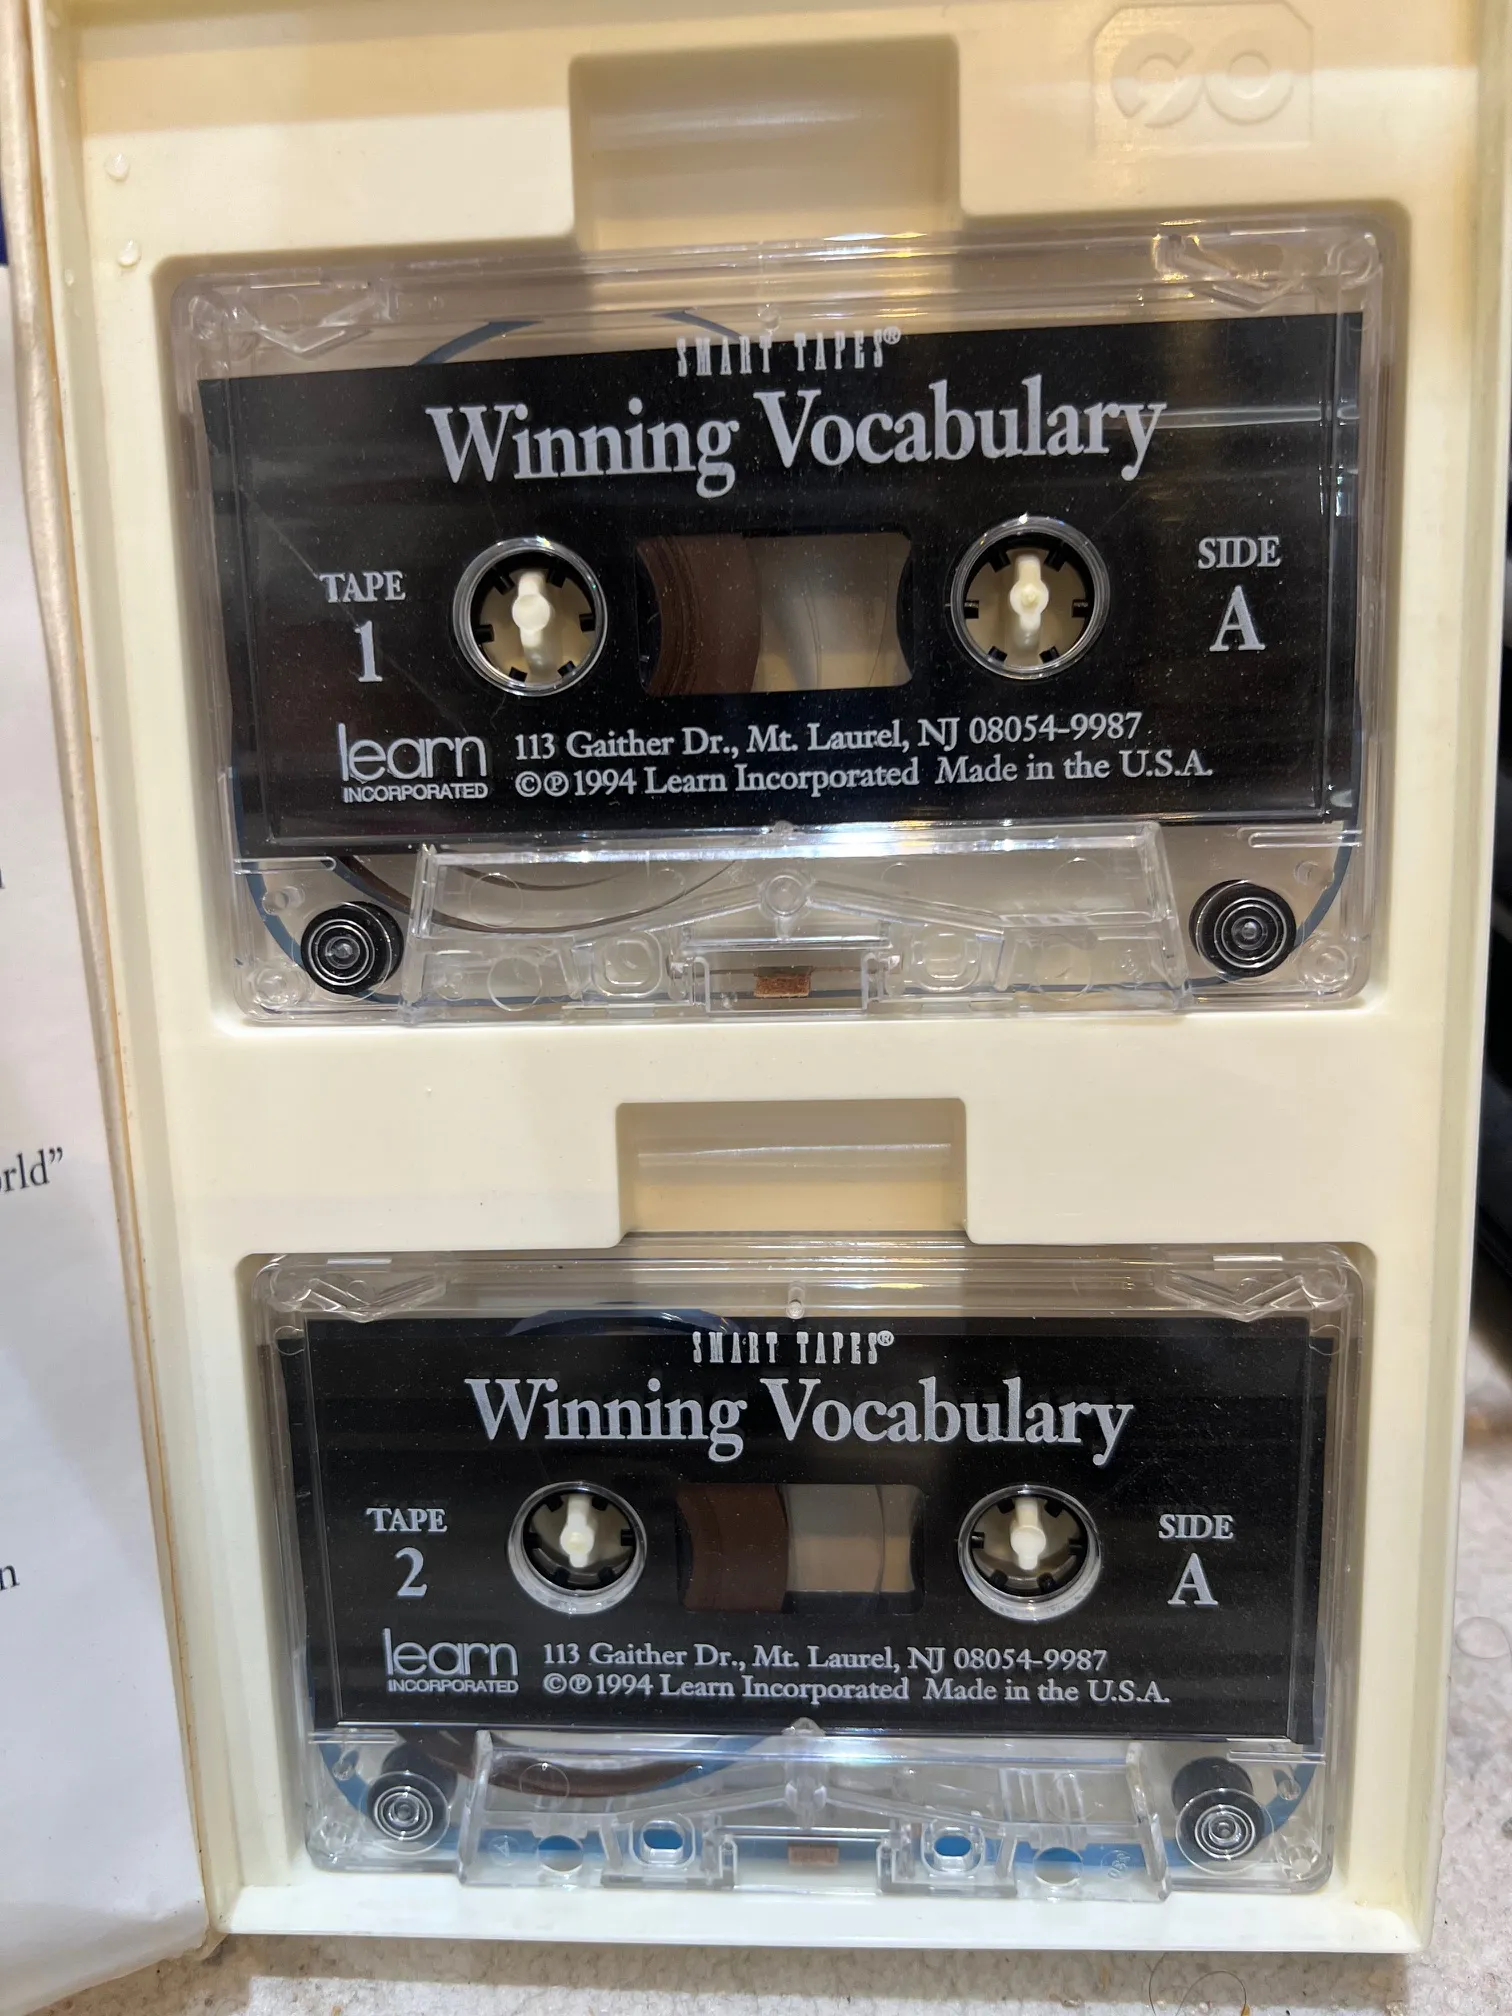 SMART TAPES®
Winning Vocabulary
TAPE
1
SIDE
A
learn
INCORPORATED
113 Gaither Dr., Mt. Laurel, NJ 08054-9987
©℗1994 Learn Incorporated Made in the U.S.A.
rld”
SMART TAPES®
Winning Vocabulary
TAPE
2
SIDE
A
n
learn
INCORPORATED
113 Gaither Dr., Mt. Laurel, NJ 08054-9987
©℗1994 Learn Incorporated Made in the U.S.A.